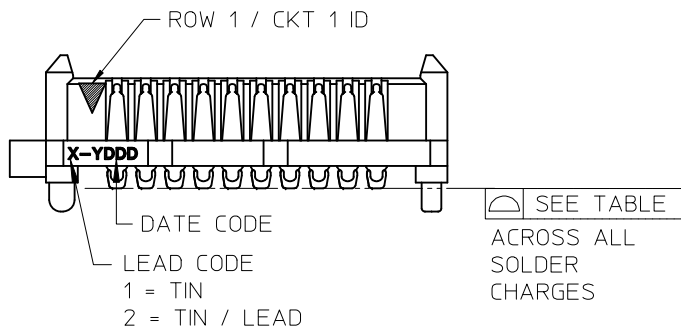 ROW 1 / CKT 1 ID
X-YDDD
DATE CODE
LEAD CODE
1 = TIN
2 = TIN / LEAD
SEE TABLE
ACROSS ALL
SOLDER
CHARGES